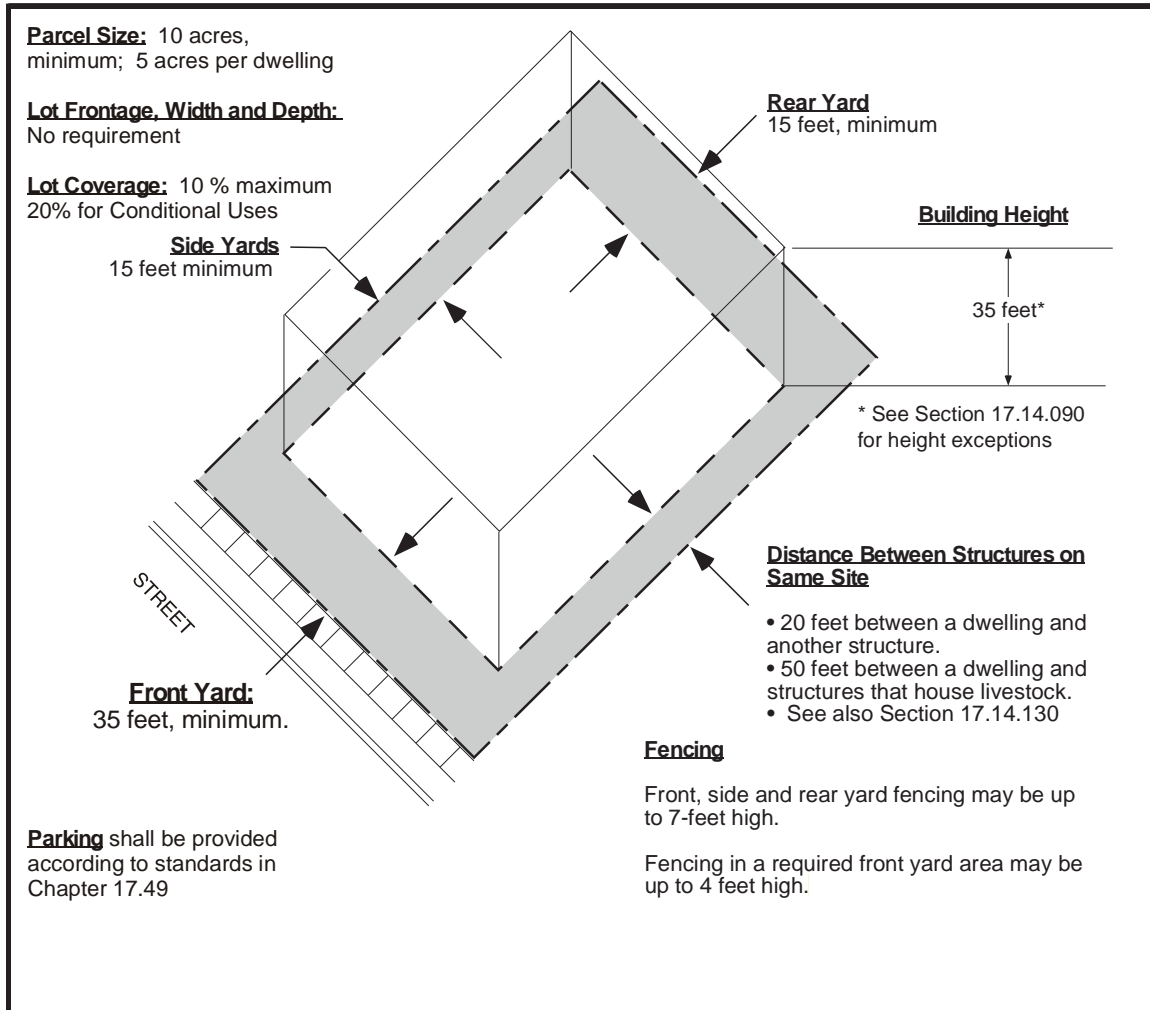 Parcel Size: 10 acres,
minimum; 5 acres per dwelling
Lot Frontage, Width and Depth:
No requirement
Lot Coverage: 10 % maximum
20% for Conditional Uses
Side Yards
15 feet minimum
Rear Yard
15 feet, minimum
Building Height
35 feet*
* See Section 17.14.090
for height exceptions
STREET
Front Yard:
35 feet, minimum.
Distance Between Structures on
Same Site
• 20 feet between a dwelling and
another structure.
• 50 feet between a dwelling and
structures that house livestock.
• See also Section 17.14.130
Fencing
Front, side and rear yard fencing may be up
to 7-feet high.
Fencing in a required front yard area may be
up to 4 feet high.
Parking shall be provided
according to standards in
Chapter 17.49